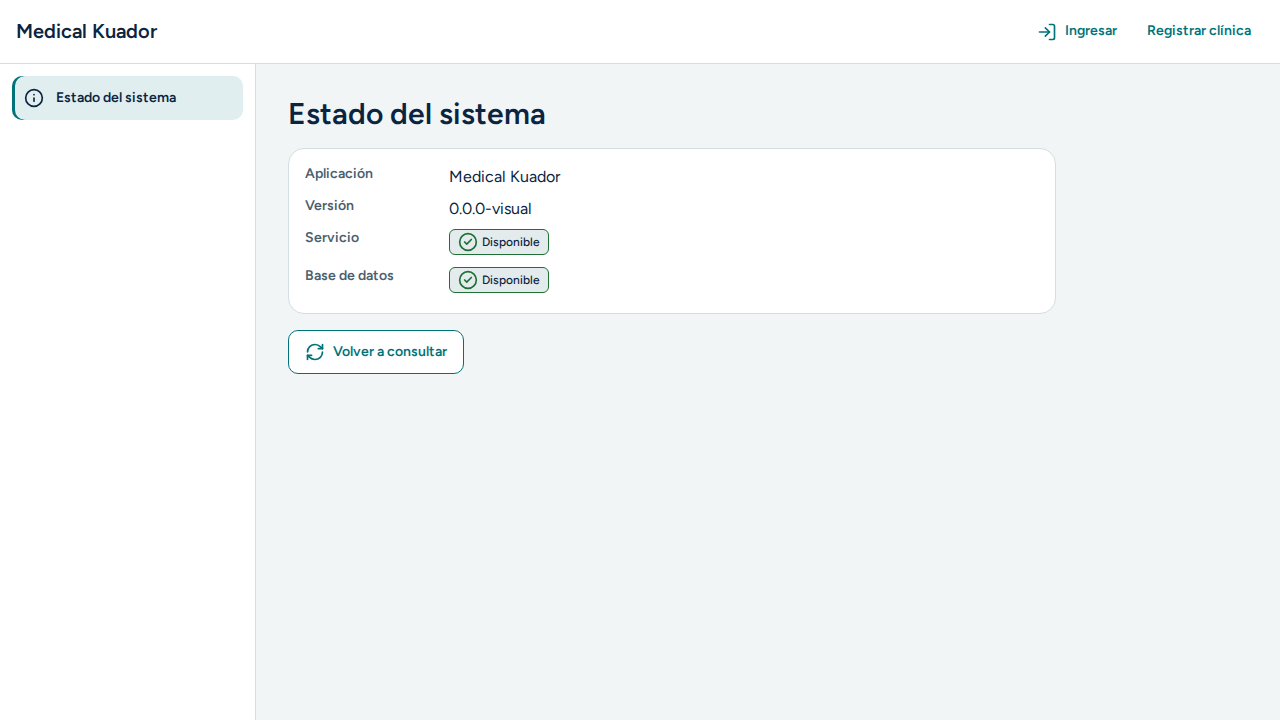 Medical Kuador
Ingresar
Registrar clínica
Estado del sistema
Estado del sistema
Aplicación
Medical Kuador
Versión
0.0.0-visual
Servicio
Disponible
Base de datos
Disponible
Volver a consultar